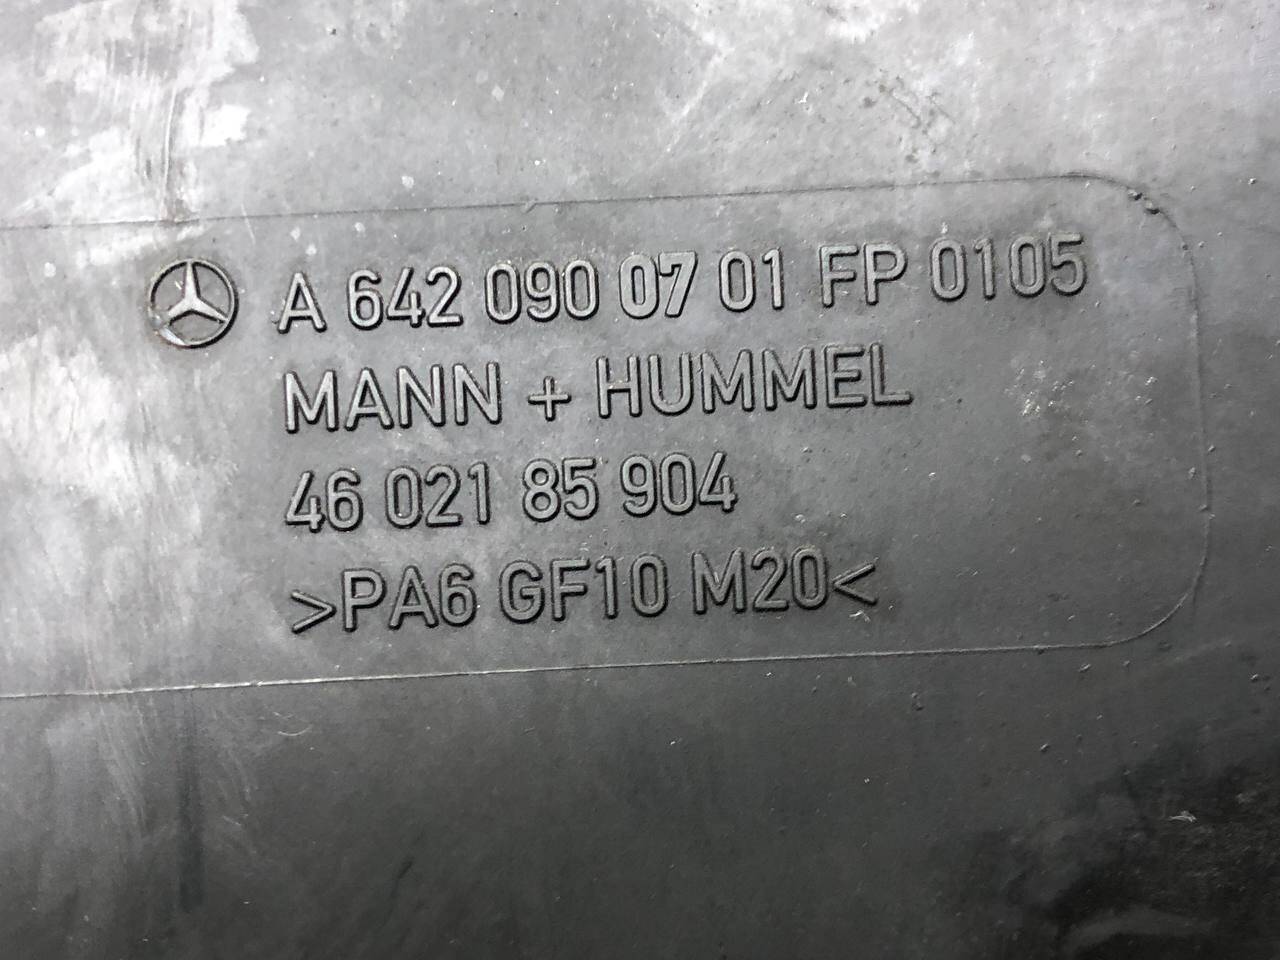 A 642 090 07 01 FP 0105
MANN + HUMMEL
46 021 85 904
>PA6 GF10 M20<